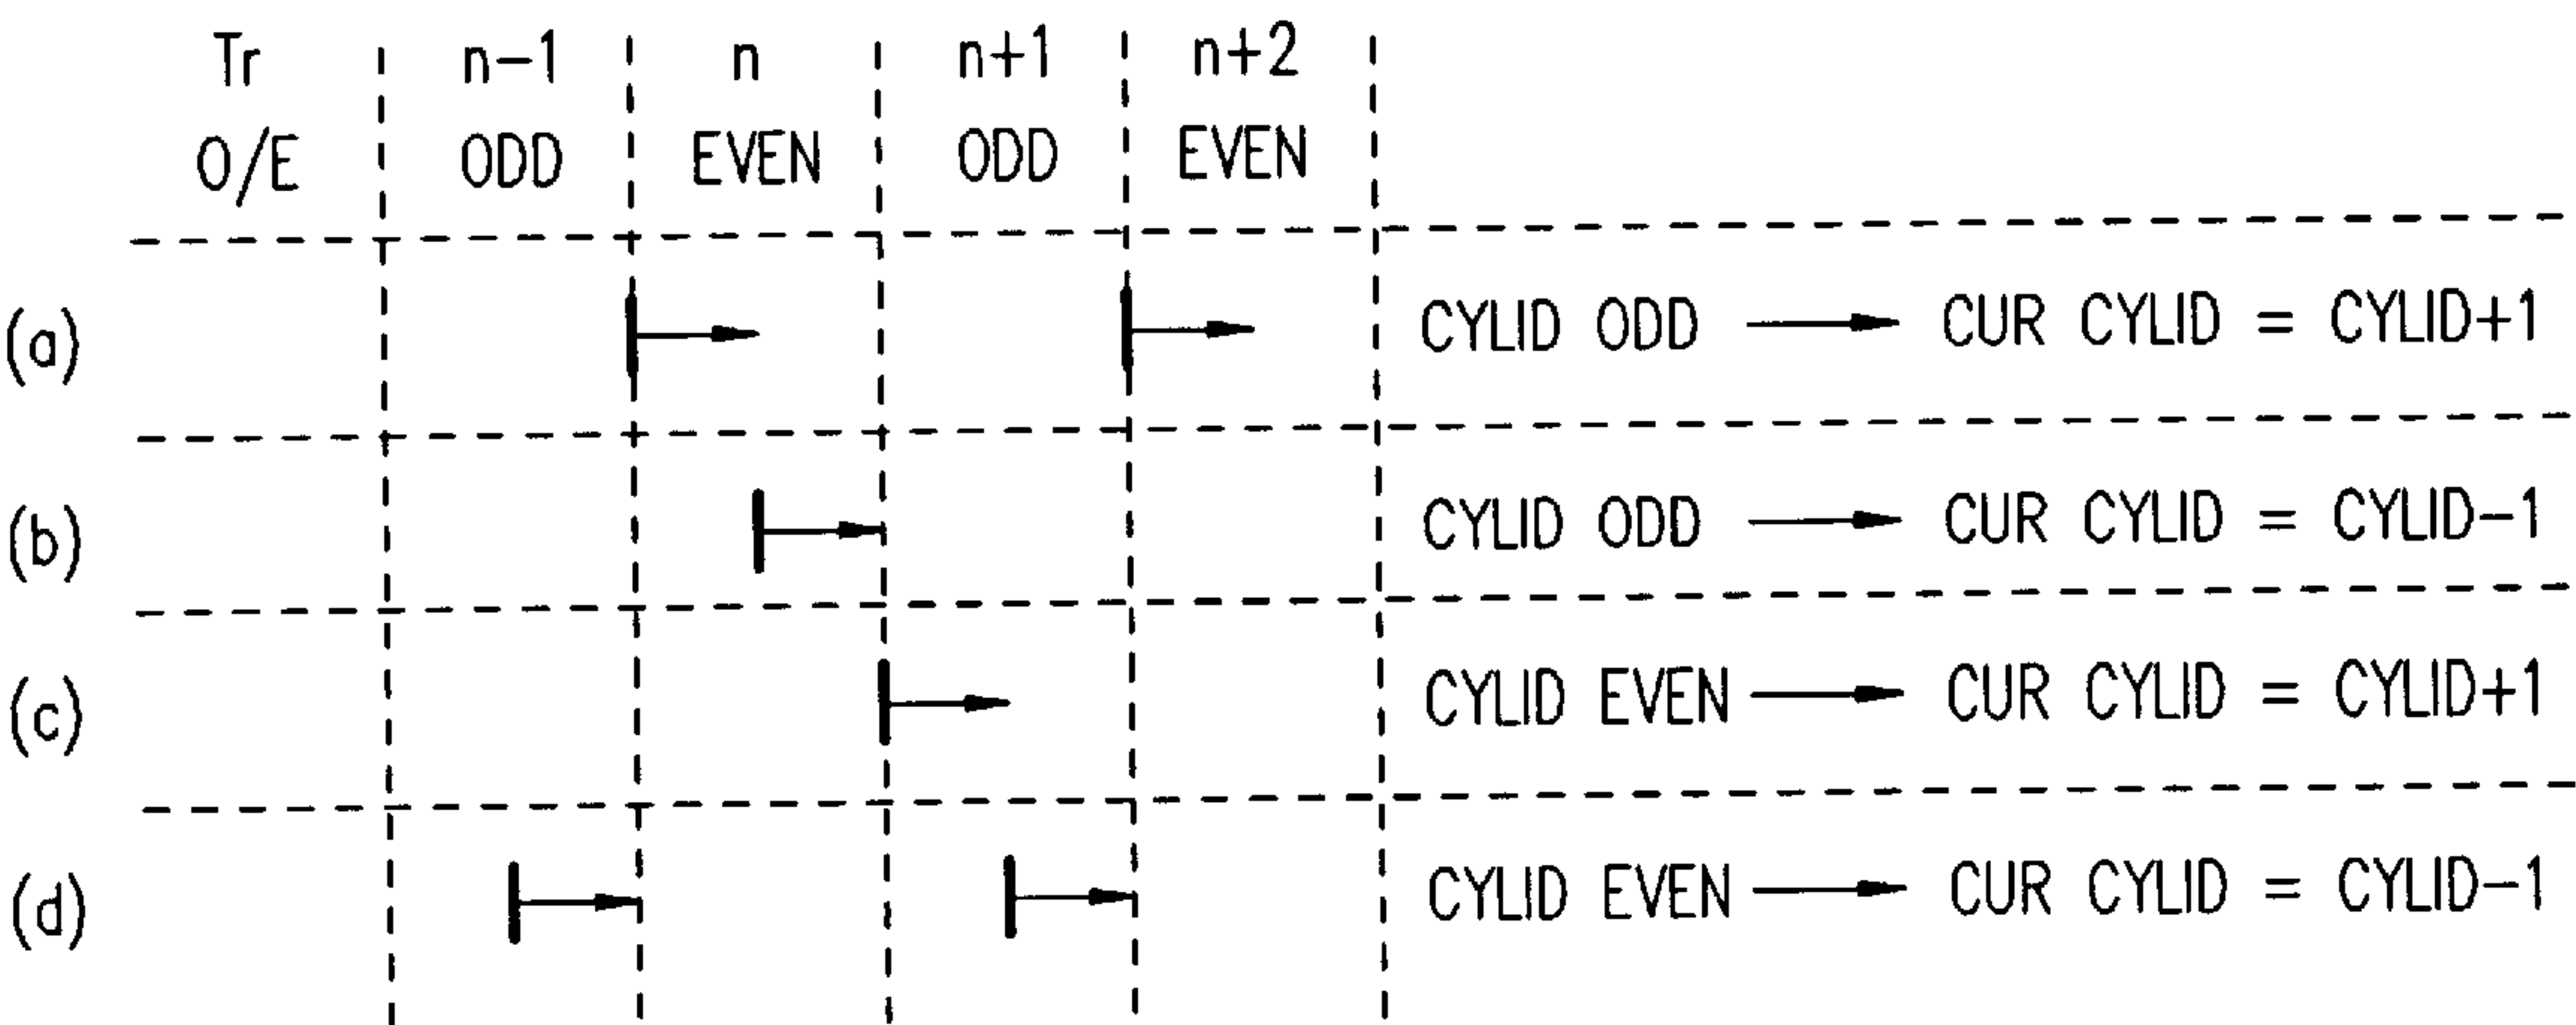 Tr n-1 n n+1 n+2
O/E ODD EVEN ODD EVEN
(a) CYLID ODD CUR CYLID = CYLID+1
(b) CYLID ODD CUR CYLID = CYLID-1
(c) CYLID EVEN CUR CYLID = CYLID+1
(d) CYLID EVEN CUR CYLID = CYLID-1